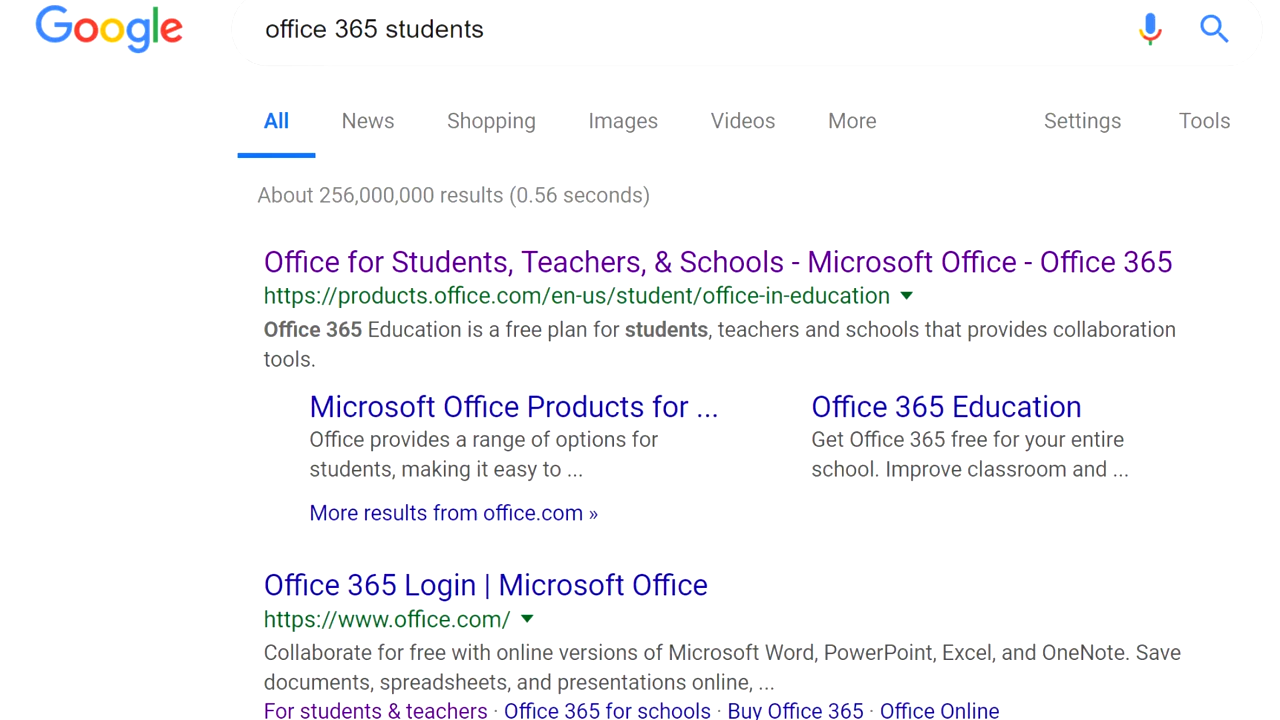 Google
office 365 students
All News Shopping Images Videos More Settings Tools
About 256,000,000 results (0.56 seconds)
Office for Students, Teachers, & Schools - Microsoft Office - Office 365
https://products.office.com/en-us/student/office-in-education
Office 365 Education is a free plan for students, teachers and schools that provides collaboration
tools.
Microsoft Office Products for ...
Office provides a range of options for
students, making it easy to ...
Office 365 Education
Get Office 365 free for your entire
school. Improve classroom and ...
More results from office.com »
Office 365 Login | Microsoft Office
https://www.office.com/
Collaborate for free with online versions of Microsoft Word, PowerPoint, Excel, and OneNote. Save
documents, spreadsheets, and presentations online, ...
For students & teachers · Office 365 for schools · Buy Office 365 · Office Online